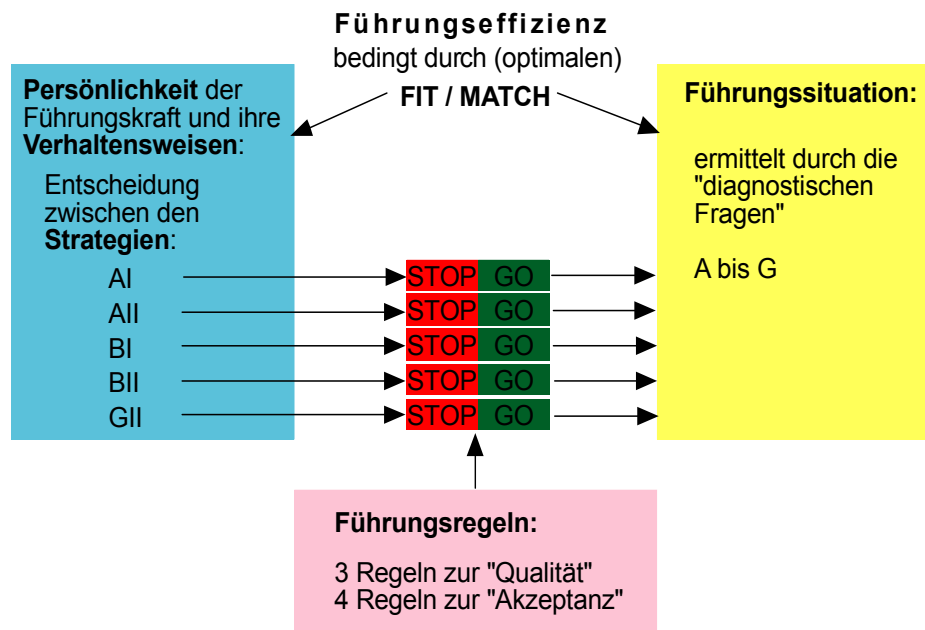 Führungseffizienz
bedingt durch (optimalen)
FIT / MATCH
Persönlichkeit der
Führungskraft und ihre
Verhaltensweisen:
Entscheidung
zwischen den
Strategien:
AI
AII
BI
BII
GII
STOP GO
STOP GO
STOP GO
STOP GO
STOP GO
Führungssituation:
ermittelt durch die
"diagnostischen
Fragen"
A bis G
Führungsregeln:
3 Regeln zur "Qualität"
4 Regeln zur "Akzeptanz"